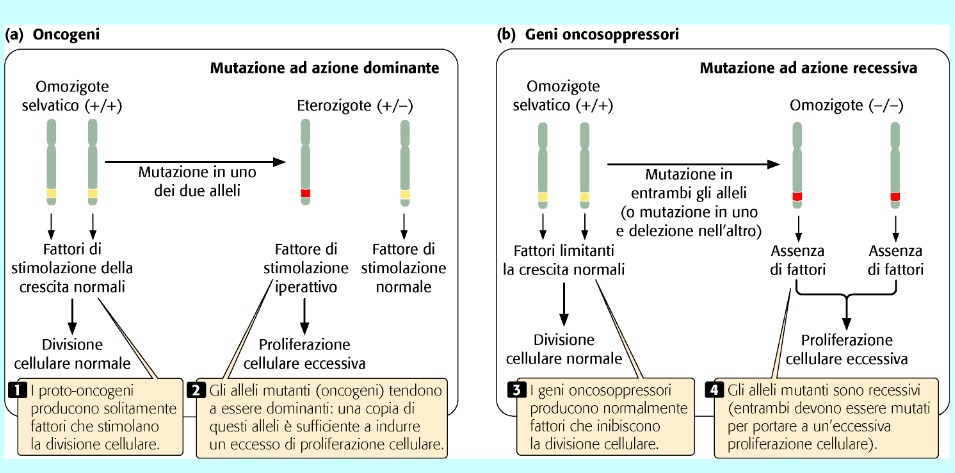 (a) Oncogeni
Mutazione ad azione dominante
Omozigote
selvatico (+/+)
Eterozigote (+/–)
Mutazione in uno
dei due alleli
Fattori di
stimolazione della
crescita normali
Fattore di
stimolazione
iperattivo
Fattore di
stimolazione
normale
Divisione
cellulare normale
Proliferazione
cellulare eccessiva
1 I proto-oncogeni
producono solitamente
fattori che stimolano
la divisione cellulare.
2 Gli alleli mutanti (oncogeni) tendono
a essere dominanti: una copia di
questi alleli è sufficiente a indurre
un eccesso di proliferazione cellulare.
(b) Geni oncosoppressori
Mutazione ad azione recessiva
Omozigote
selvatico (+/+)
Omozigote (–/–)
Mutazione in
entrambi gli alleli
(o mutazione in uno
e delezione nell'altro)
Fattori limitanti
la crescita normali
Assenza
di fattori
Assenza
di fattori
Divisione
cellulare normale
Proliferazione
cellulare eccessiva
3 I geni oncosoppressori
producono normalmente
fattori che inibiscono
la divisione cellulare.
4 Gli alleli mutanti sono recessivi
(entrambi devono essere mutati
per portare a un'eccessiva
proliferazione cellulare).